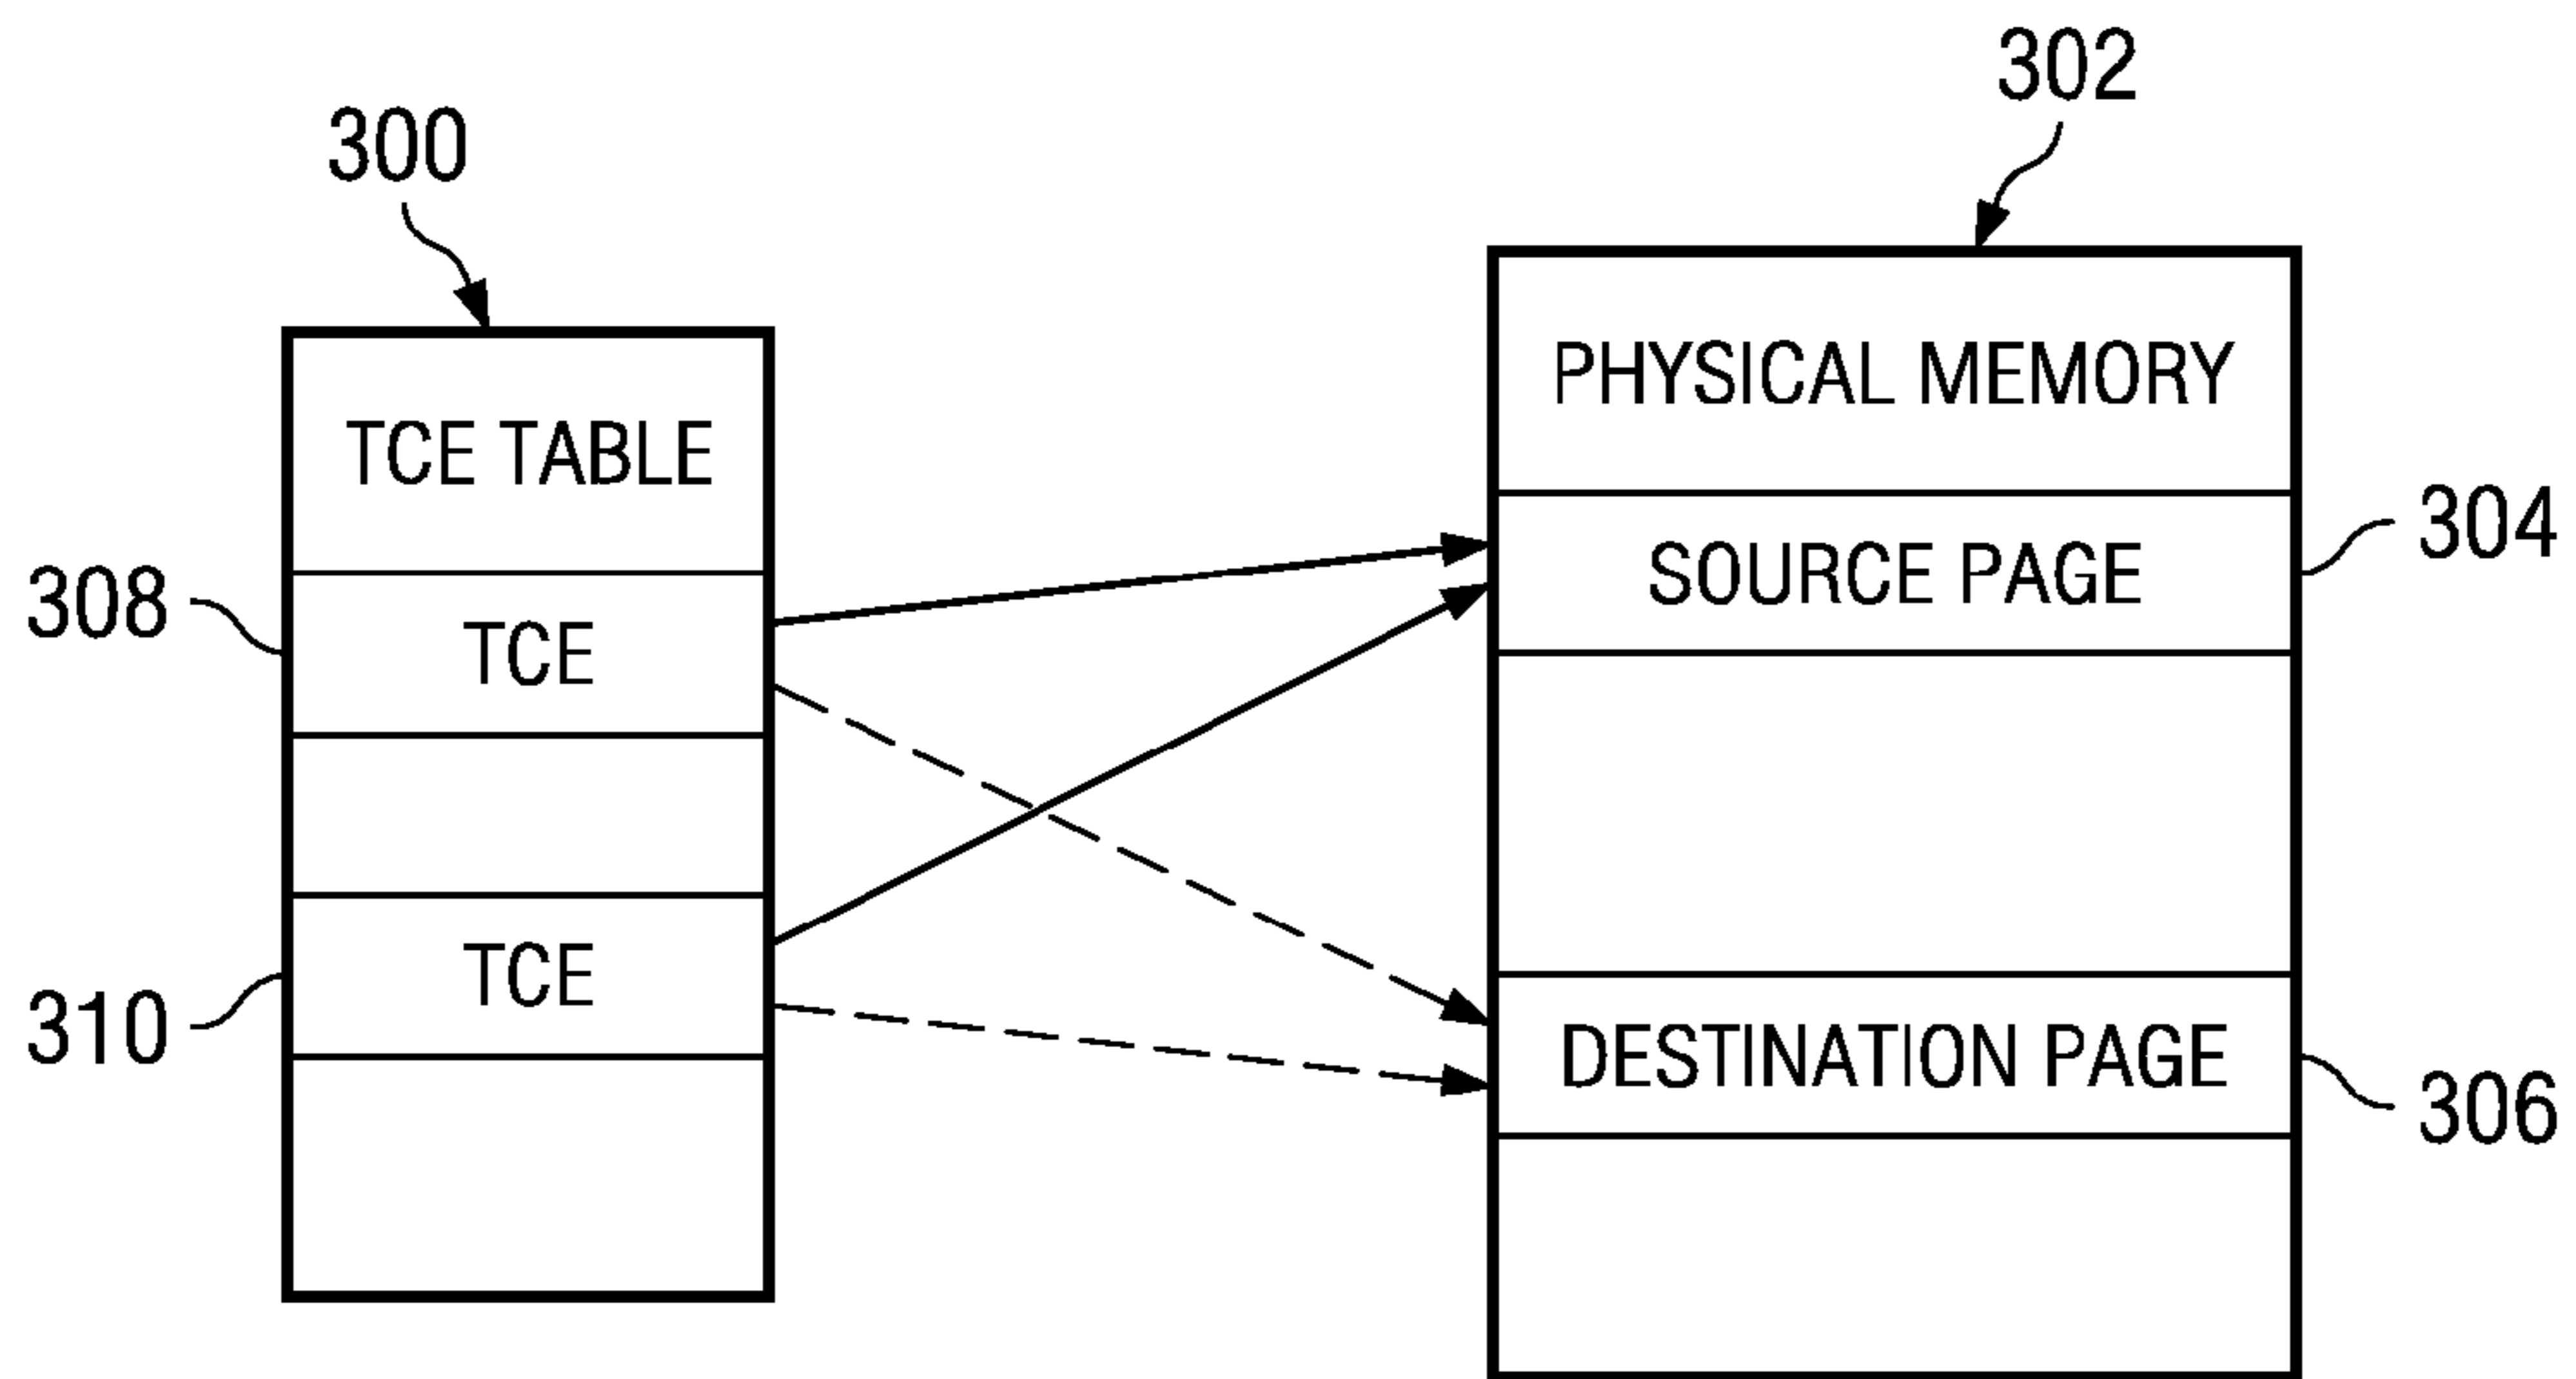 300
TCE TABLE
308
TCE
310
TCE
302
PHYSICAL MEMORY
SOURCE PAGE
304
DESTINATION PAGE
306